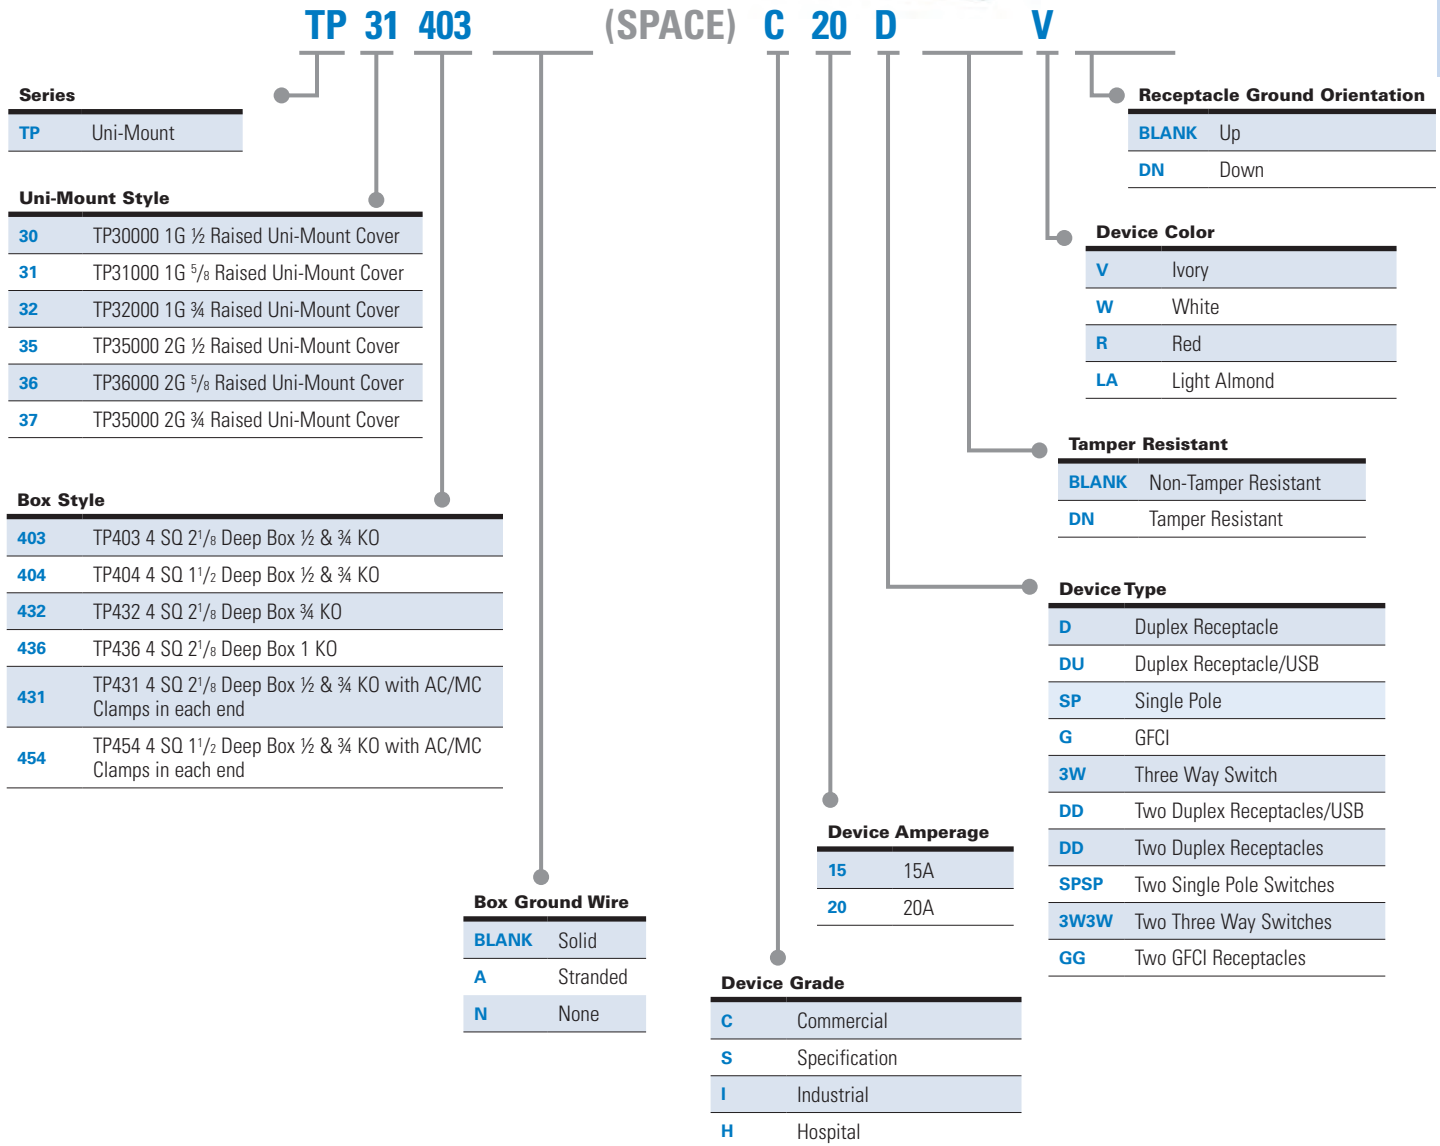 TP 31 403 (SPACE) C 20 D V
Series
TP Uni-Mount
Uni-Mount Style
30 TP30000 1G ½ Raised Uni-Mount Cover
31 TP31000 1G 5/8 Raised Uni-Mount Cover
32 TP32000 1G ¾ Raised Uni-Mount Cover
35 TP35000 2G ½ Raised Uni-Mount Cover
36 TP36000 2G 5/8 Raised Uni-Mount Cover
37 TP35000 2G ¾ Raised Uni-Mount Cover
Box Style
403 TP403 4 SQ 2 1/8 Deep Box ½ & ¾ KO
404 TP404 4 SQ 1 1/2 Deep Box ½ & ¾ KO
432 TP432 4 SQ 2 1/8 Deep Box ¾ KO
436 TP436 4 SQ 2 1/8 Deep Box 1 KO
431 TP431 4 SQ 2 1/8 Deep Box ½ & ¾ KO with AC/MC
Clamps in each end
454 TP454 4 SQ 1 1/2 Deep Box ½ & ¾ KO with AC/MC
Clamps in each end
Box Ground Wire
BLANK Solid
A Stranded
N None
Device Grade
C Commercial
S Specification
I Industrial
H Hospital
Device Amperage
15 15A
20 20A
Device Type
D Duplex Receptacle
DU Duplex Receptacle/USB
SP Single Pole
G GFCI
3W Three Way Switch
DD Two Duplex Receptacles/USB
DD Two Duplex Receptacles
SPSP Two Single Pole Switches
3W3W Two Three Way Switches
GG Two GFCI Receptacles
Tamper Resistant
BLANK Non-Tamper Resistant
DN Tamper Resistant
Device Color
V Ivory
W White
R Red
LA Light Almond
Receptacle Ground Orientation
BLANK Up
DN Down